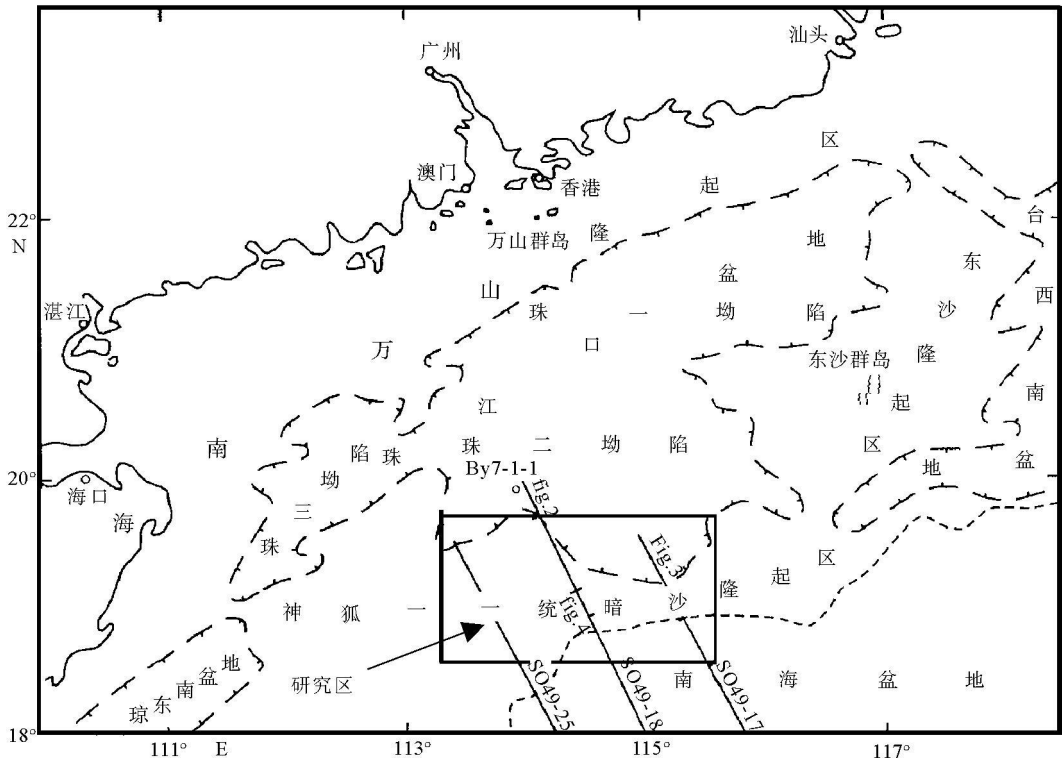 汕头
广州
澳门
香港
22°
N
万山群岛
万山隆起区
台西南盆地
湛江
珠一坳陷
珠江口盆地
东沙隆起区
东沙群岛
南海
珠三坳陷
珠二坳陷
20°
By7-1-1
海口
fig.2
Fig.3
fig.4
神狐一一统暗沙隆起区
研究区
琼东南盆地
南海盆地
SO49-25
SO49-18
SO49-17
18°
111°
E
113°
115°
117°